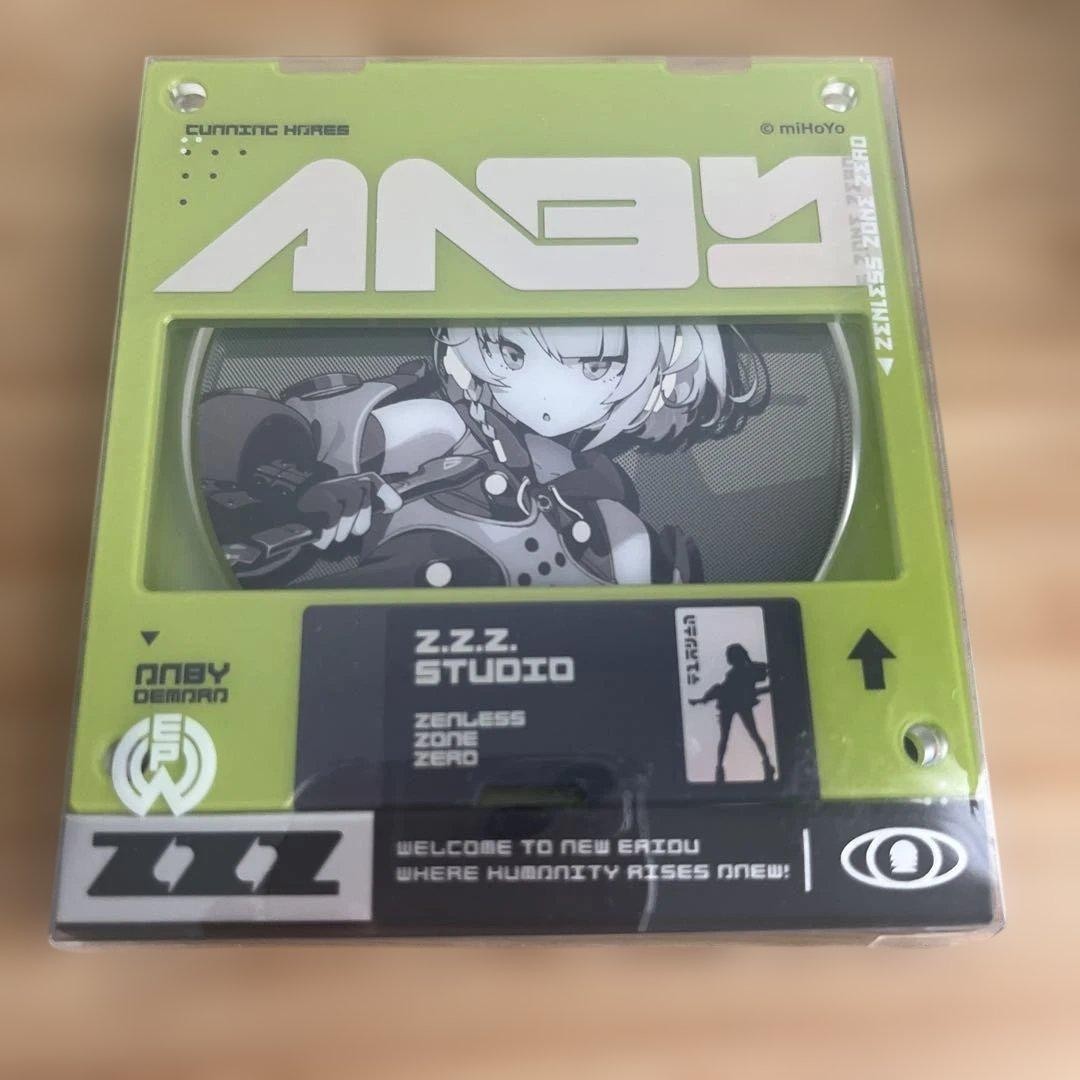 CUNNING HARES
© miHoYo
ANBY
ZENLESS ZONE ZERO
ANBY
DEMARA
Z.Z.Z.
STUDIO
ZENLESS
ZONE
ZERO
EPW
ZZZ
WELCOME TO NEW ERIDU
WHERE HUMANITY RISES ANEW!